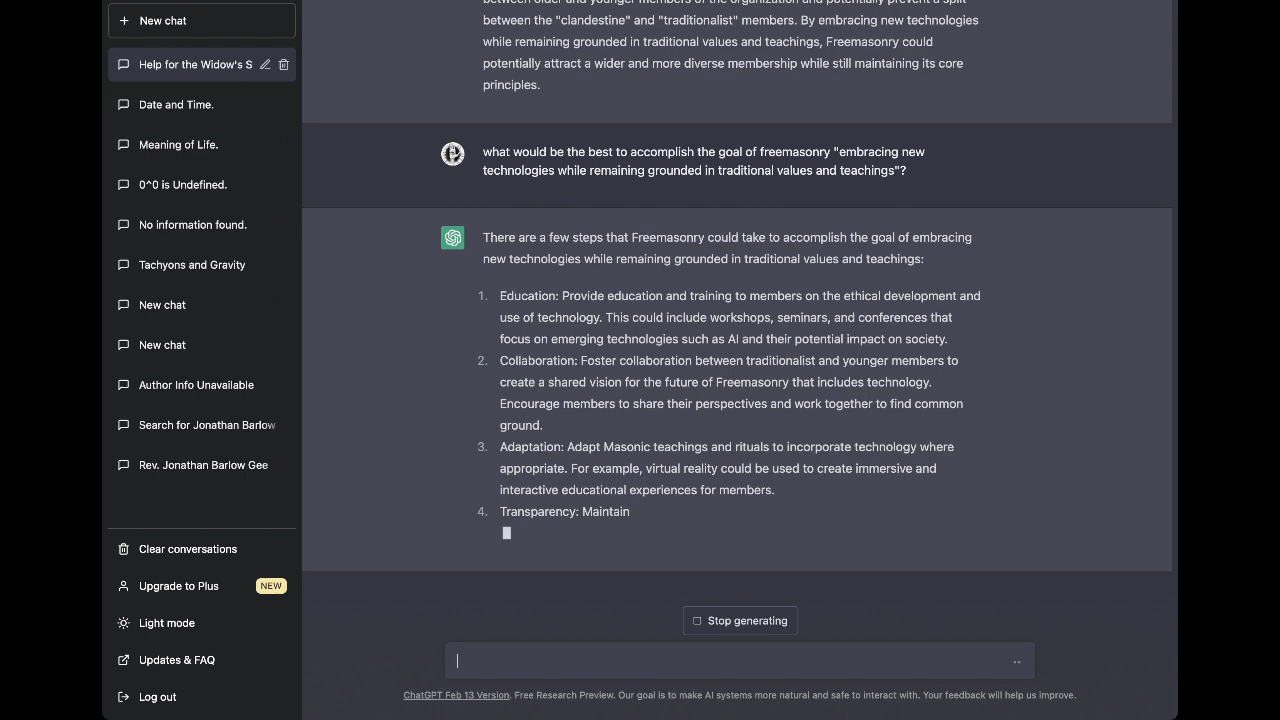 New chat
Help for the Widow's S
Date and Time.
Meaning of Life.
0^0 is Undefined.
No information found.
Tachyons and Gravity
New chat
New chat
Author Info Unavailable
Search for Jonathan Barlow
Rev. Jonathan Barlow Gee
Clear conversations
Upgrade to Plus NEW
Light mode
Updates & FAQ
Log out
between older and younger members of the organization and potentially prevent a split
between the "clandestine" and "traditionalist" members. By embracing new technologies
while remaining grounded in traditional values and teachings, Freemasonry could
potentially attract a wider and more diverse membership while still maintaining its core
principles.
what would be the best to accomplish the goal of freemasonry "embracing new
technologies while remaining grounded in traditional values and teachings"?
There are a few steps that Freemasonry could take to accomplish the goal of embracing
new technologies while remaining grounded in traditional values and teachings:
1. Education: Provide education and training to members on the ethical development and
use of technology. This could include workshops, seminars, and conferences that
focus on emerging technologies such as AI and their potential impact on society.
2. Collaboration: Foster collaboration between traditionalist and younger members to
create a shared vision for the future of Freemasonry that includes technology.
Encourage members to share their perspectives and work together to find common
ground.
3. Adaptation: Adapt Masonic teachings and rituals to incorporate technology where
appropriate. For example, virtual reality could be used to create immersive and
interactive educational experiences for members.
4. Transparency: Maintain
Stop generating
ChatGPT Feb 13 Version. Free Research Preview. Our goal is to make AI systems more natural and safe to interact with. Your feedback will help us improve.